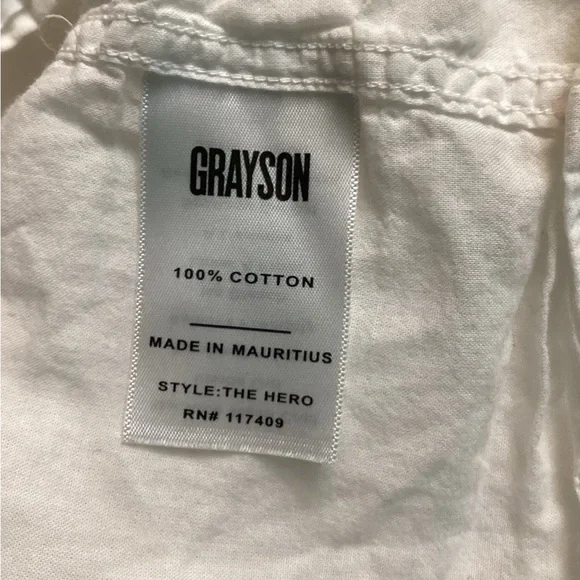 GRAYSON
100% COTTON
MADE IN MAURITIUS
STYLE:THE HERO
RN# 117409